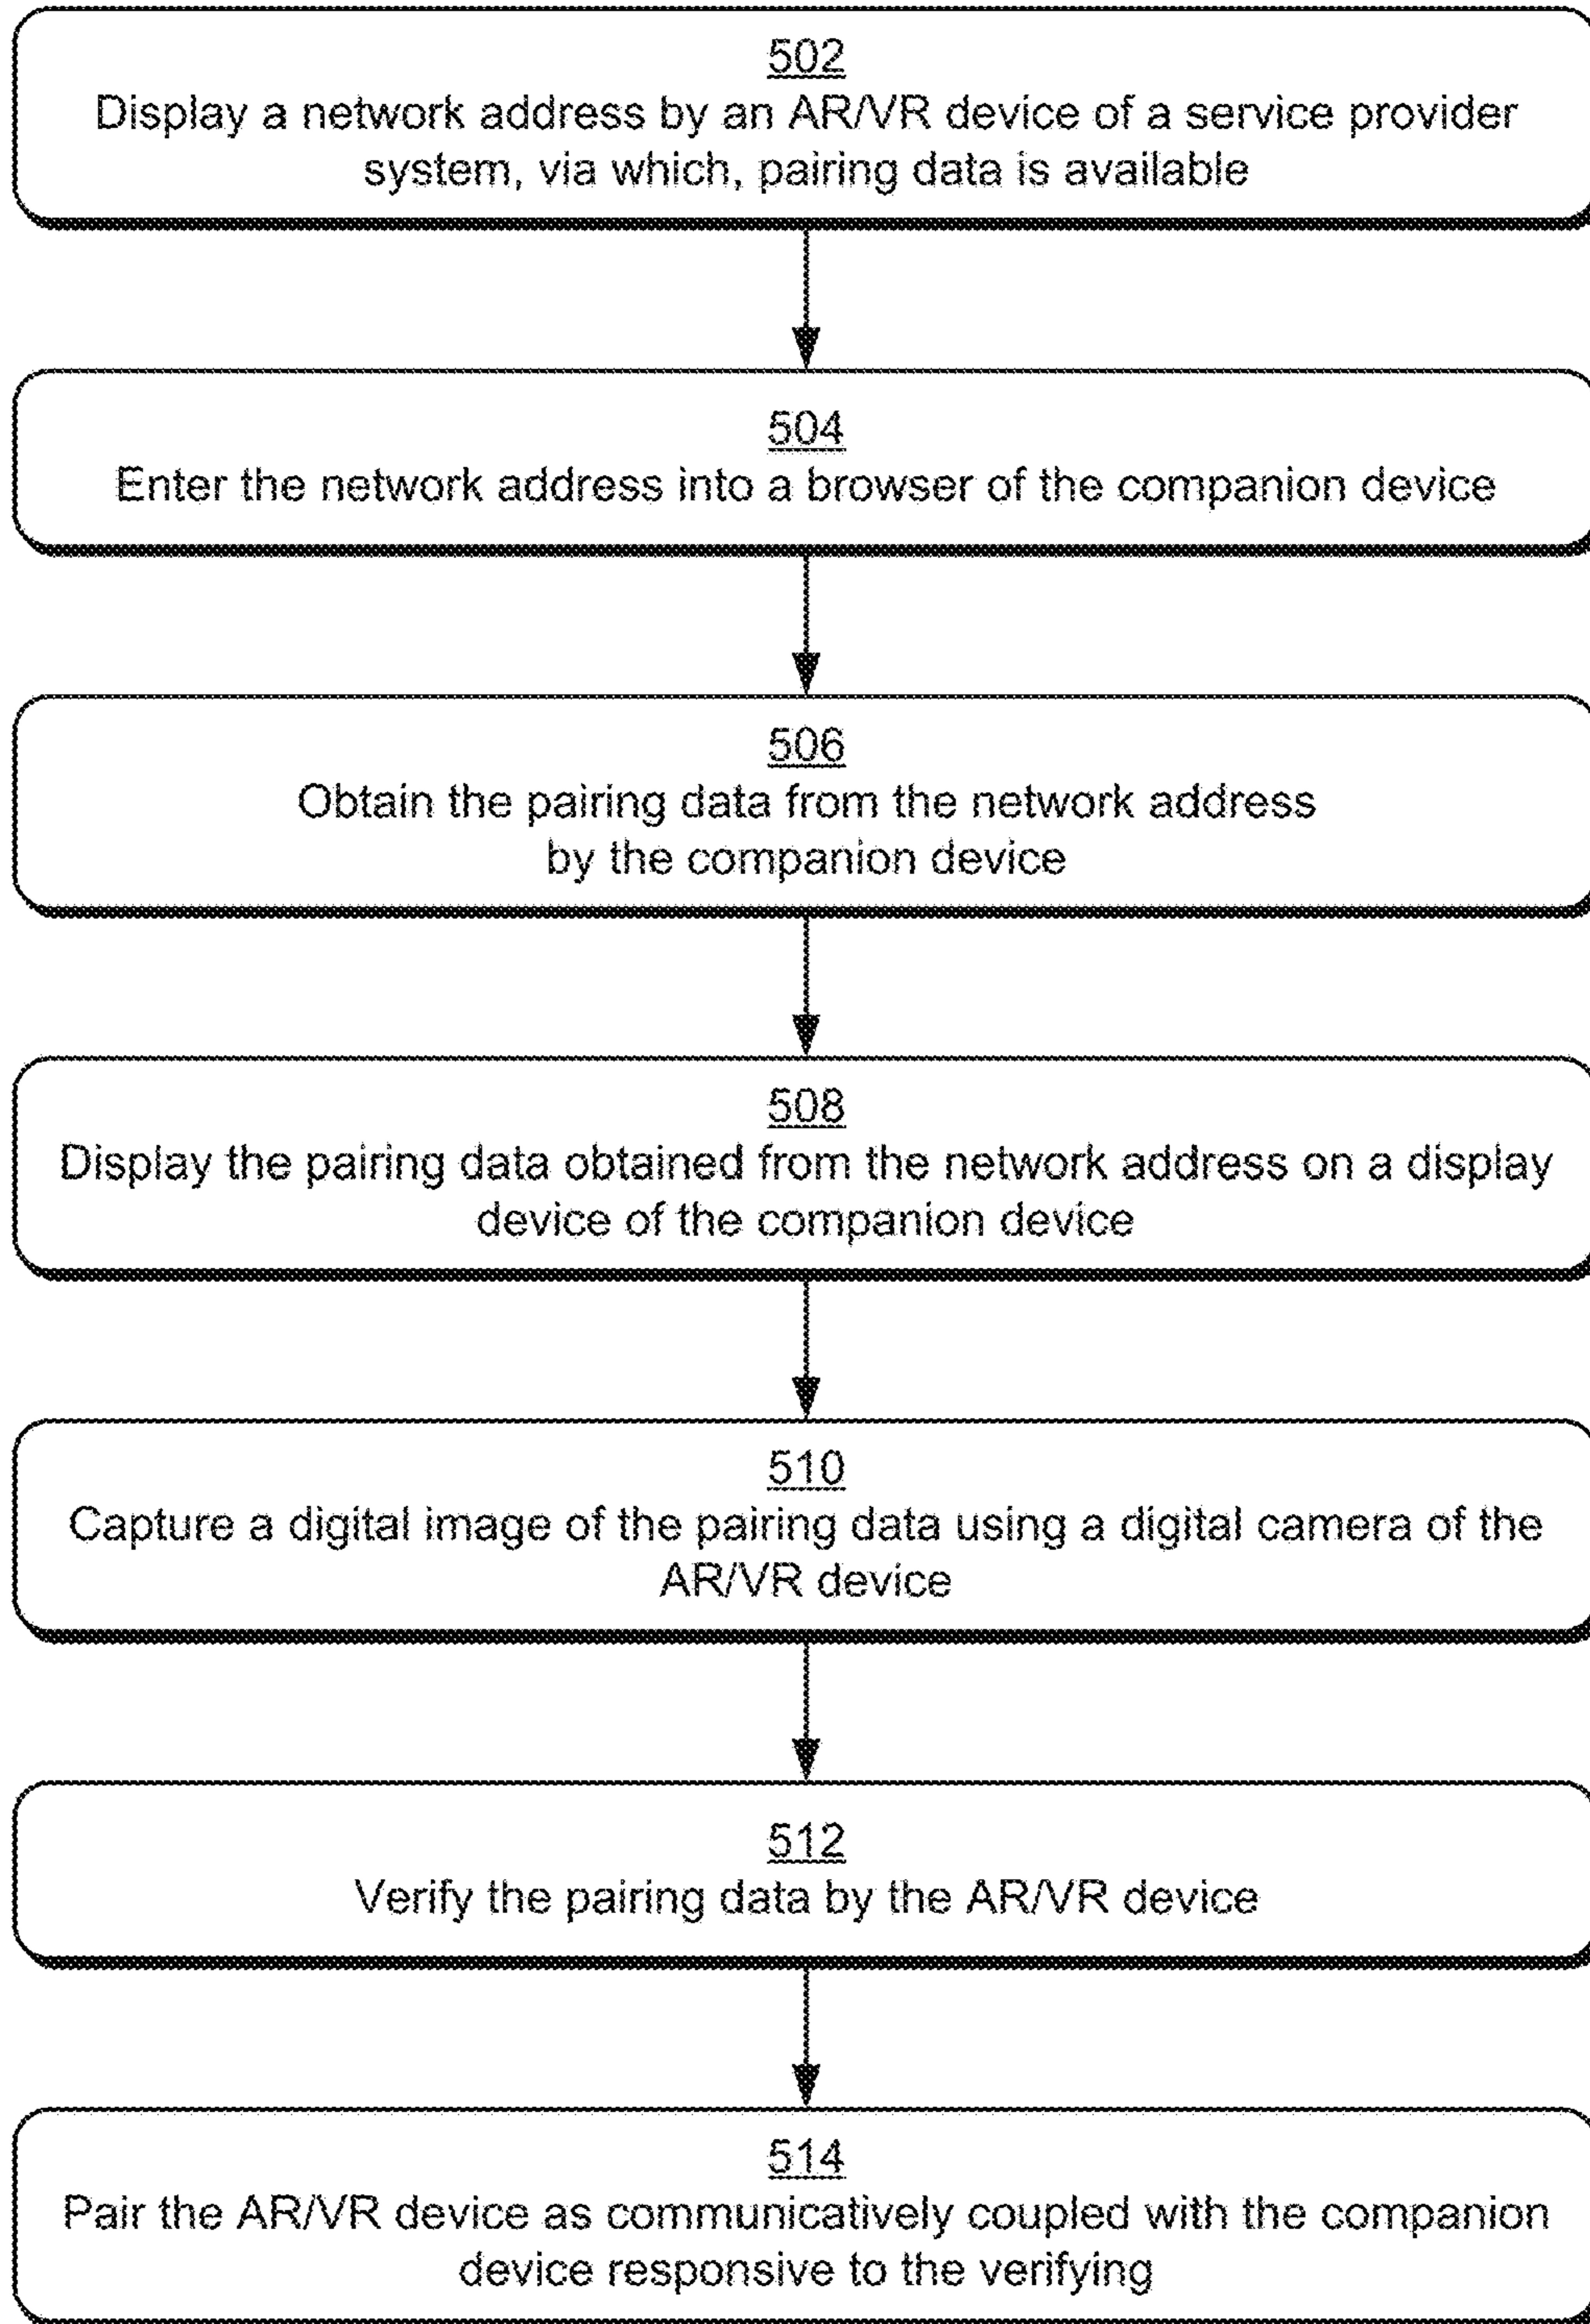 502
Display a network address by an AR/VR device of a service provider
system, via which, pairing data is available
504
Enter the network address into a browser of the companion device
506
Obtain the pairing data from the network address
by the companion device
508
Display the pairing data obtained from the network address on a display
device of the companion device
510
Capture a digital image of the pairing data using a digital camera of the
AR/VR device
512
Verify the pairing data by the AR/VR device
514
Pair the AR/VR device as communicatively coupled with the companion
device responsive to the verifying